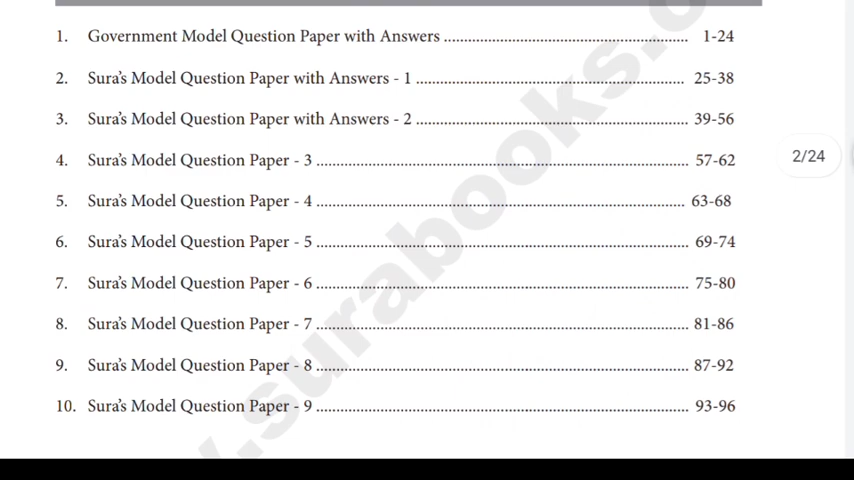 1. Government Model Question Paper with Answers ................................................................ 1-24
2. Sura's Model Question Paper with Answers - 1 ................................................................ 25-38
3. Sura's Model Question Paper with Answers - 2 ................................................................ 39-56
4. Sura's Model Question Paper - 3 ................................................................ 57-62
2/24
5. Sura's Model Question Paper - 4 ................................................................ 63-68
6. Sura's Model Question Paper - 5 ................................................................ 69-74
7. Sura's Model Question Paper - 6 ................................................................ 75-80
8. Sura's Model Question Paper - 7 ................................................................ 81-86
9. Sura's Model Question Paper - 8 ................................................................ 87-92
10. Sura's Model Question Paper - 9 ................................................................ 93-96
.surabooks.c